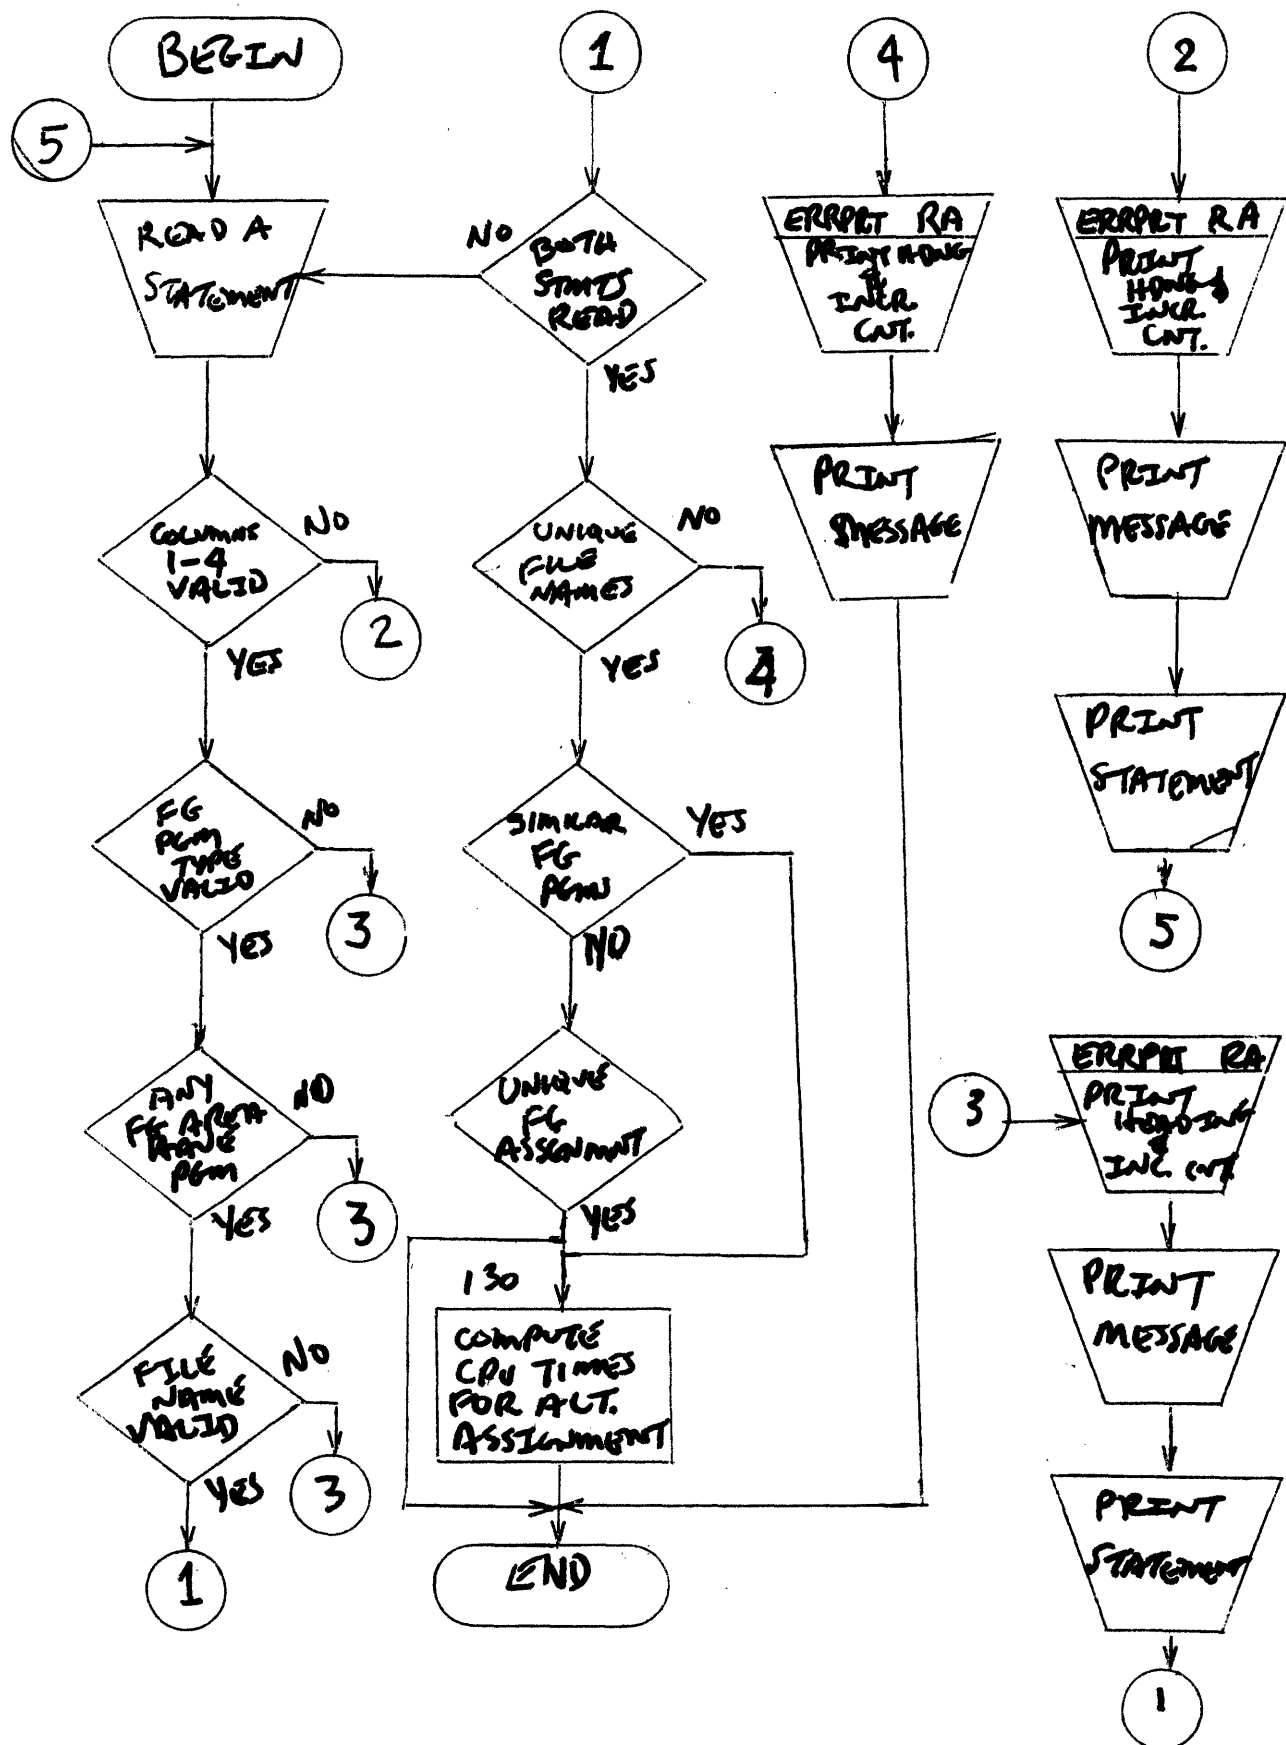 BEGIN
5
READ A
STATEMENT
COLUMNS
1-4
VALID
NO
2
YES
FG
PGM
TYPE
VALID
NO
3
YES
ANY
FG AREA
HAVE
PGM
NO
3
YES
FILE
NAME
VALID
NO
3
YES
1
1
BOTH
STMTS
READ
NO
YES
UNIQUE
FILE
NAMES
NO
4
YES
SIMILAR
FG
PGMS
YES
NO
UNIQUE
FG
ASSGNMNT
YES
130
COMPUTE
CPU TIMES
FOR ALT.
ASSIGNMENT
END
4
ERRPRT RA
PRINT HDNG
&
INCR.
CNT.
PRINT
MESSAGE
2
ERRPRT RA
PRINT
HDNG &
INCR.
CNT.
PRINT
MESSAGE
PRINT
STATEMENT
5
3
ERRPRT RA
PRINT
HEADING
&
INC. CNT.
PRINT
MESSAGE
PRINT
STATEMENT
1